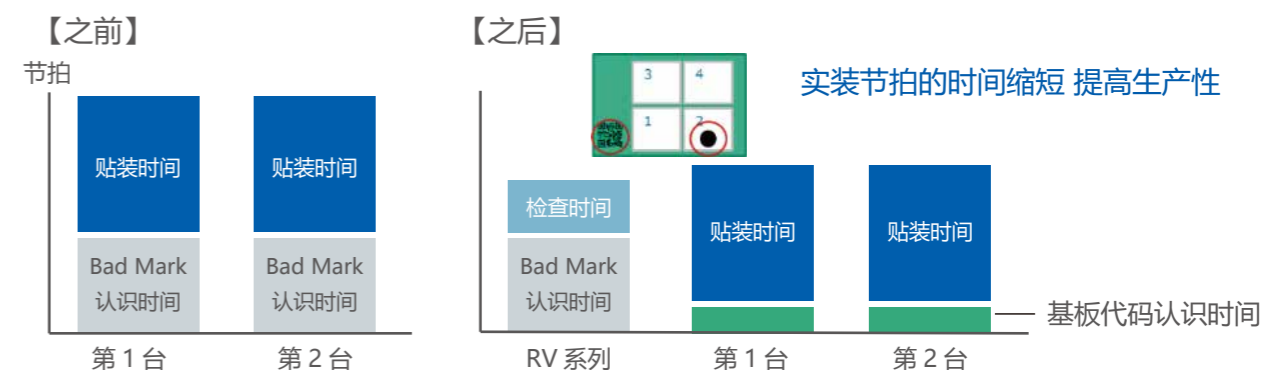 【之前】
节拍
贴装时间
贴装时间
Bad Mark
认识时间
Bad Mark
认识时间
第 1 台
第 2 台
【之后】
3 4
1 2
实装节拍的时间缩短 提高生产性
检查时间
Bad Mark
认识时间
贴装时间
贴装时间
基板代码认识时间
RV 系列
第 1 台
第 2 台